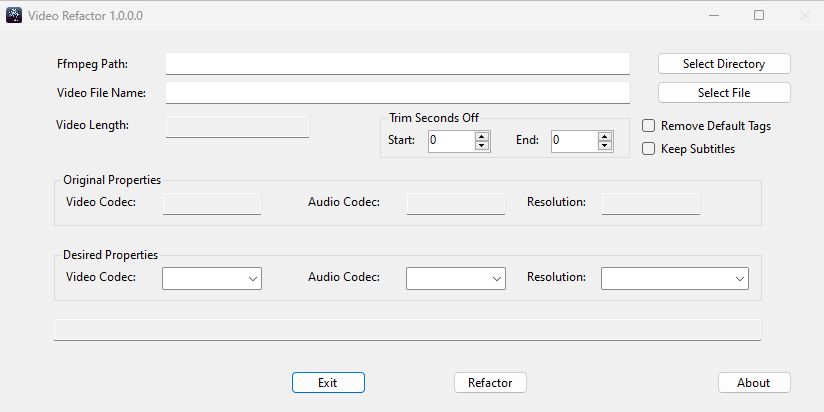 Video Refactor 1.0.0.0
Ffmpeg Path:
Select Directory
Video File Name:
Select File
Video Length:
Trim Seconds Off
Start: 0 End: 0
Remove Default Tags
Keep Subtitles
Original Properties
Video Codec: Audio Codec: Resolution:
Desired Properties
Video Codec: Audio Codec: Resolution:
Exit Refactor About